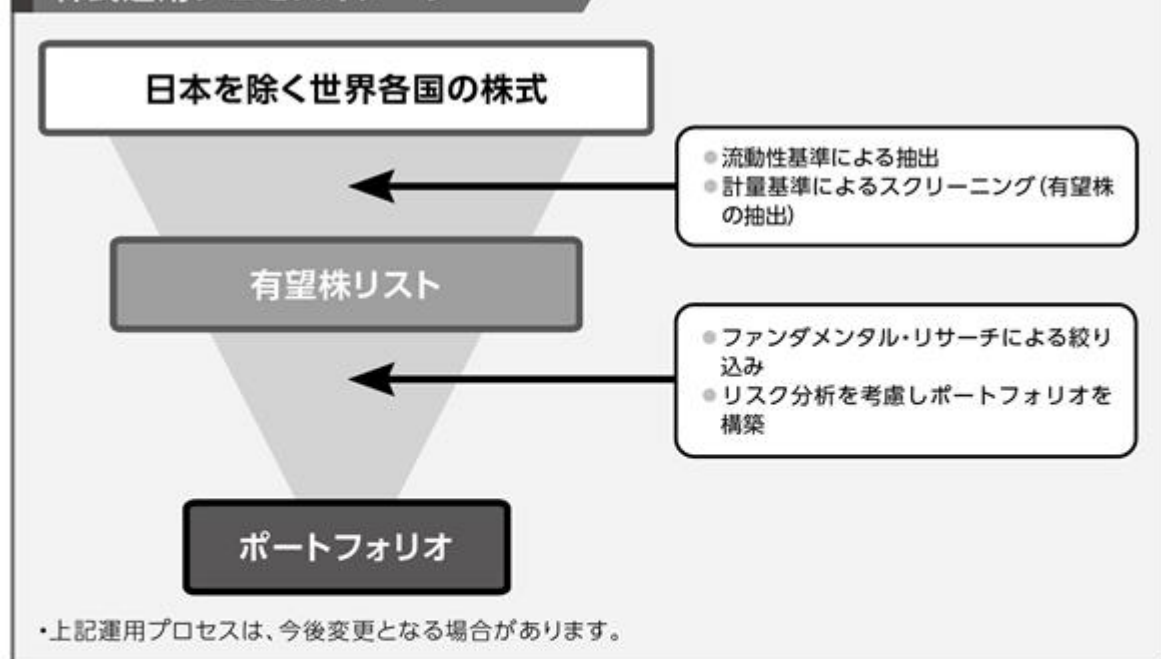 日本を除く世界各国の株式
●流動性基準による抽出
●計量基準によるスクリーニング(有望株
の抽出)
有望株リスト
●ファンダメンタル・リサーチによる絞り
込み
●リスク分析を考慮しポートフォリオを
構築
ポートフォリオ
・上記運用プロセスは、今後変更となる場合があります。